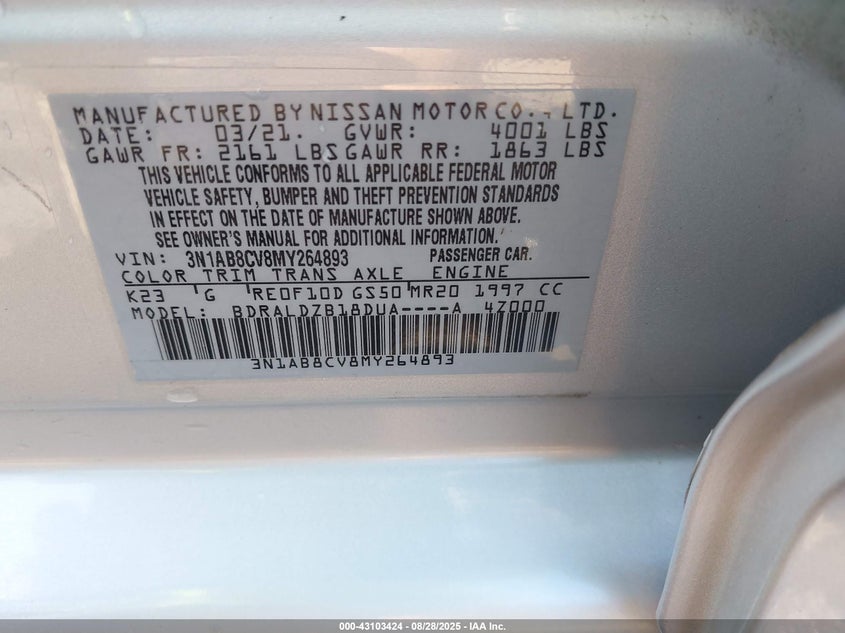 MANUFACTURED BY NISSAN MOTOR CO., LTD.
DATE: 03/21. GVWR: 4001 LBS
GAWR FR: 2161 LBS GAWR RR: 1863 LBS
THIS VEHICLE CONFORMS TO ALL APPLICABLE FEDERAL MOTOR
VEHICLE SAFETY, BUMPER AND THEFT PREVENTION STANDARDS
IN EFFECT ON THE DATE OF MANUFACTURE SHOWN ABOVE.
SEE OWNER'S MANUAL FOR ADDITIONAL INFORMATION.
VIN: 3N1AB8CV8MY264893 PASSENGER CAR.
COLOR TRIM TRANS AXLE ENGINE
K23 G RE0F10D GS50 MR20 1997 CC
MODEL: BDRALDZB18DUA----A 4Z000
3N1AB8CV8MY264893
000-43103424 | 08/28/2025 - IAA Inc.